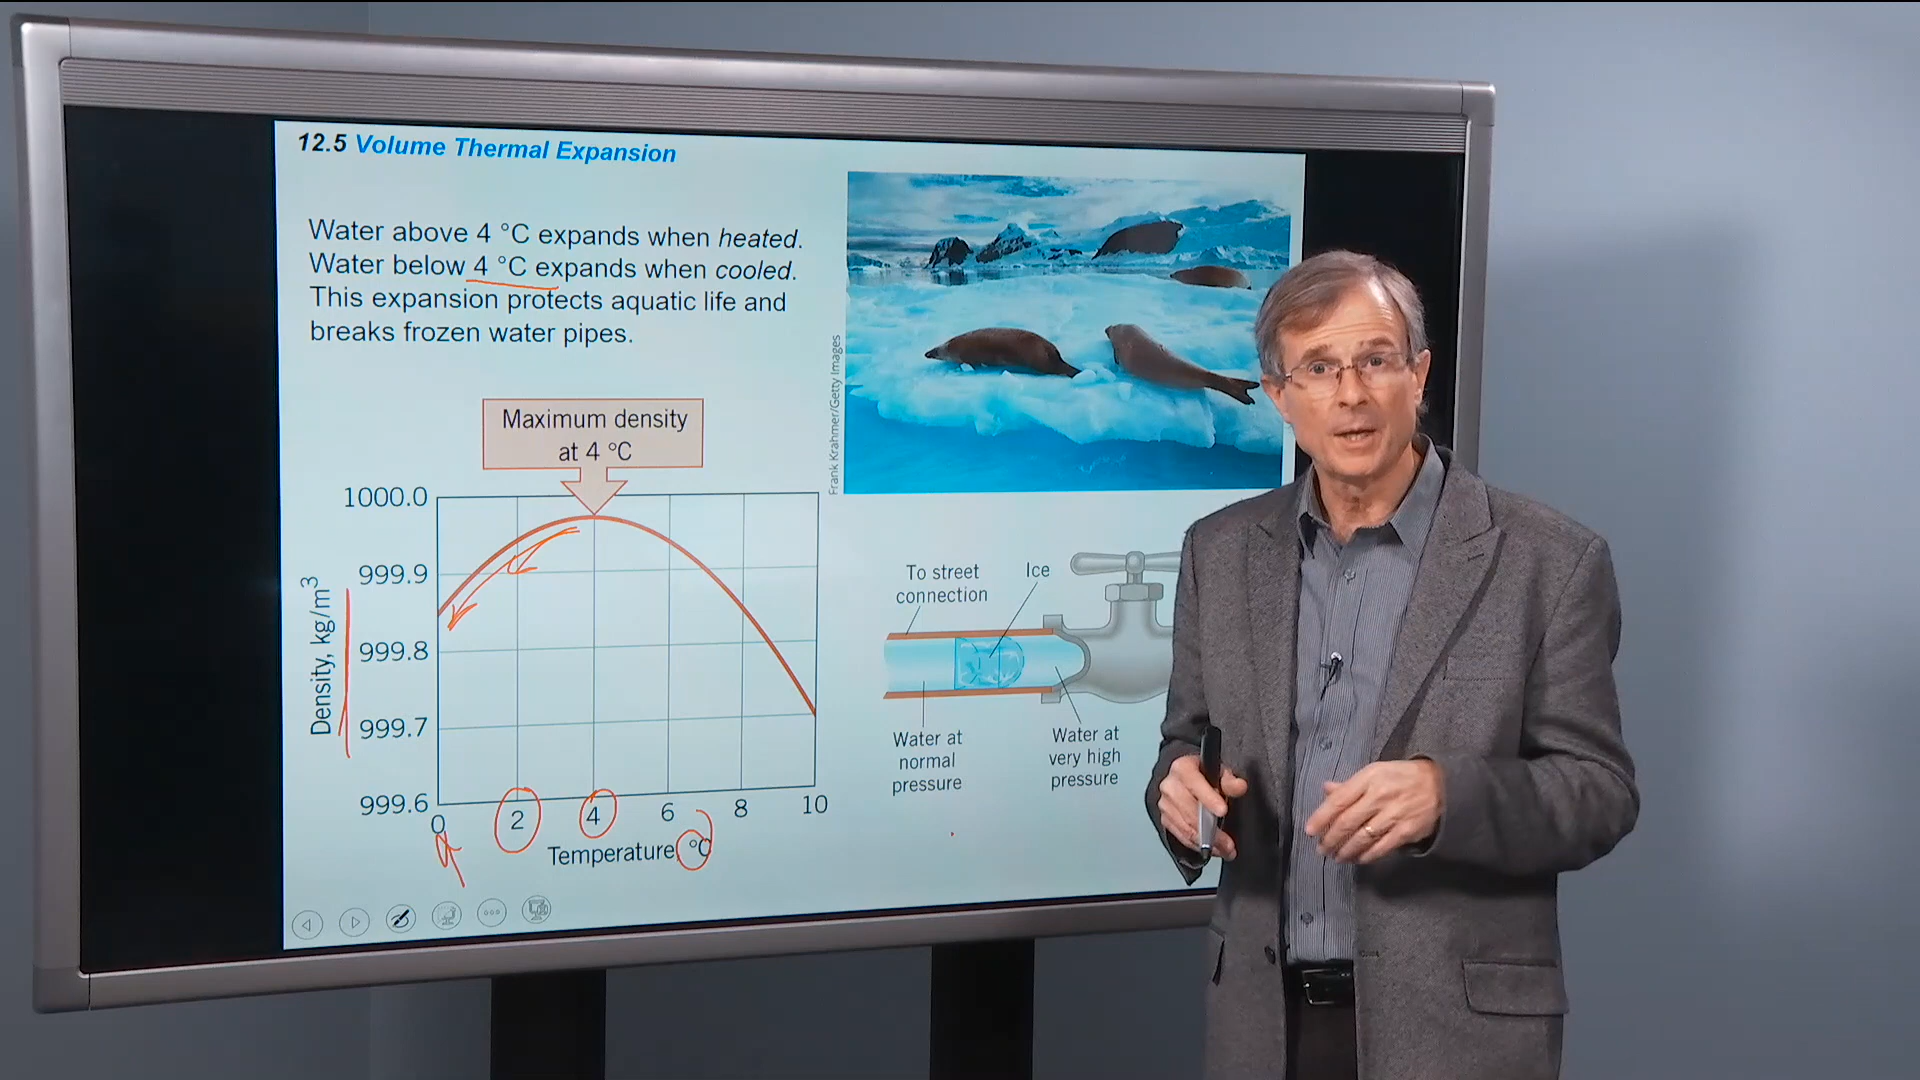 12.5 Volume Thermal Expansion
Water above 4 °C expands when heated.
Water below 4 °C expands when cooled.
This expansion protects aquatic life and
breaks frozen water pipes.
Frank Krahmer/Getty Images
Maximum density
at 4 °C
1000.0
999.9
999.8
999.7
999.6
Density, kg/m³
0
2
4
6
8
10
Temperature, °C
To street
connection
Ice
Water at
normal
pressure
Water at
very high
pressure